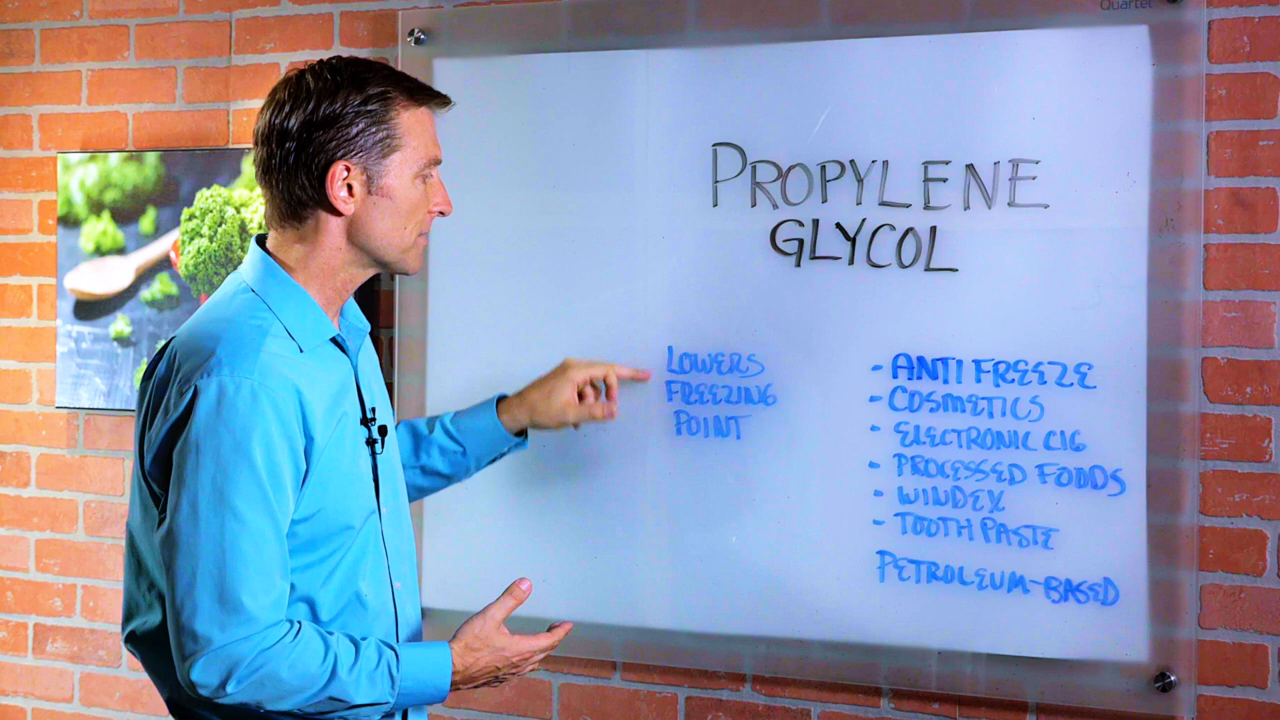 Quartet
PROPYLENE
GLYCOL
LOWERS
FREEZING
POINT
- ANTI FREEZE
- COSMETICS
- ELECTRONIC CIG
- PROCESSED FOODS
- WINDEX
- TOOTH PASTE
PETROLEUM-BASED